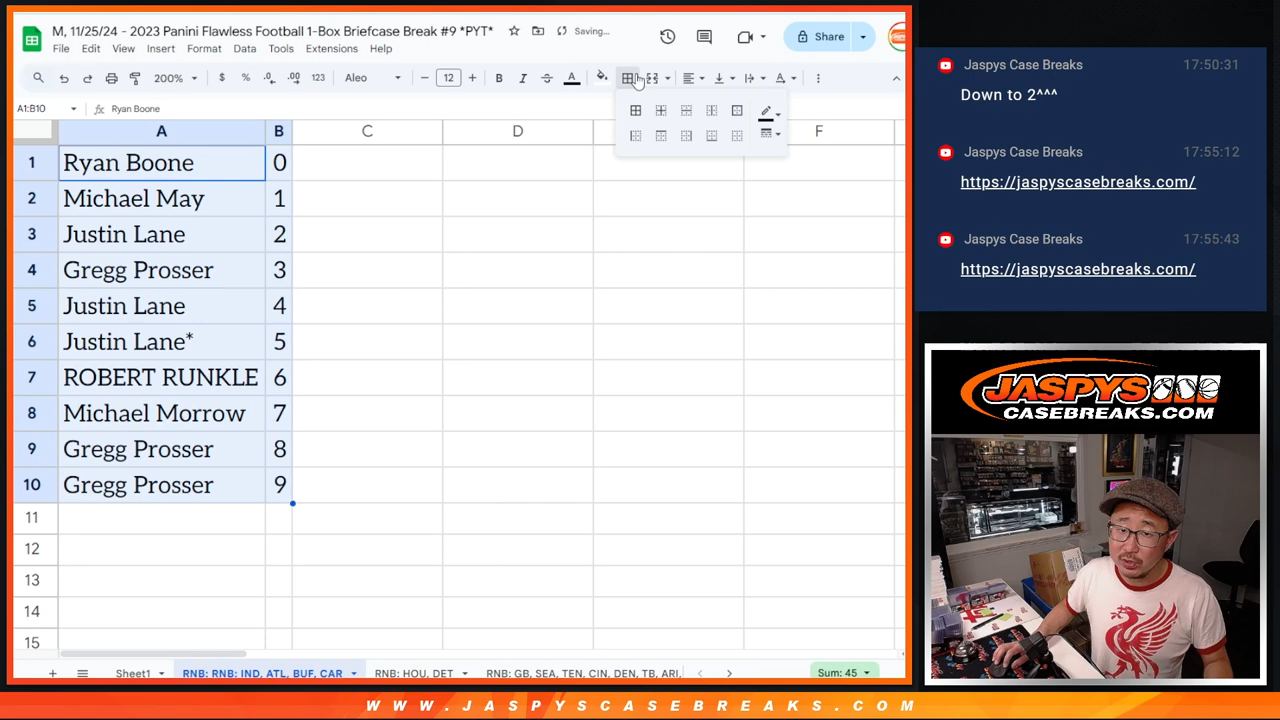 M, 11/25/24 - 2023 Panini Flawless Football 1-Box Briefcase Break #9 *PYT*
Saving...
File Edit View Insert Format Data Tools Extensions Help
Share
200% $ % .0 .00 123 Aleo - 12 + B I S A
A1:B10 fx Ryan Boone
A B C D F
1 Ryan Boone 0
2 Michael May 1
3 Justin Lane 2
4 Gregg Prosser 3
5 Justin Lane 4
6 Justin Lane* 5
7 ROBERT RUNKLE 6
8 Michael Morrow 7
9 Gregg Prosser 8
10 Gregg Prosser 9
11
12
13
14
15
Sheet1 RNB: RNB: IND, ATL, BUF, CAR RNB: HOU, DET RNB: GB, SEA, TEN, CIN, DEN, TB, ARI, Sum: 45
Jaspys Case Breaks 17:50:31
Down to 2^^^
Jaspys Case Breaks 17:55:12
https://jaspyscasebreaks.com/
Jaspys Case Breaks 17:55:43
https://jaspyscasebreaks.com/
JASPYS
CASEBREAKS.COM
WWW.JASPYSCASEBREAKS.COM